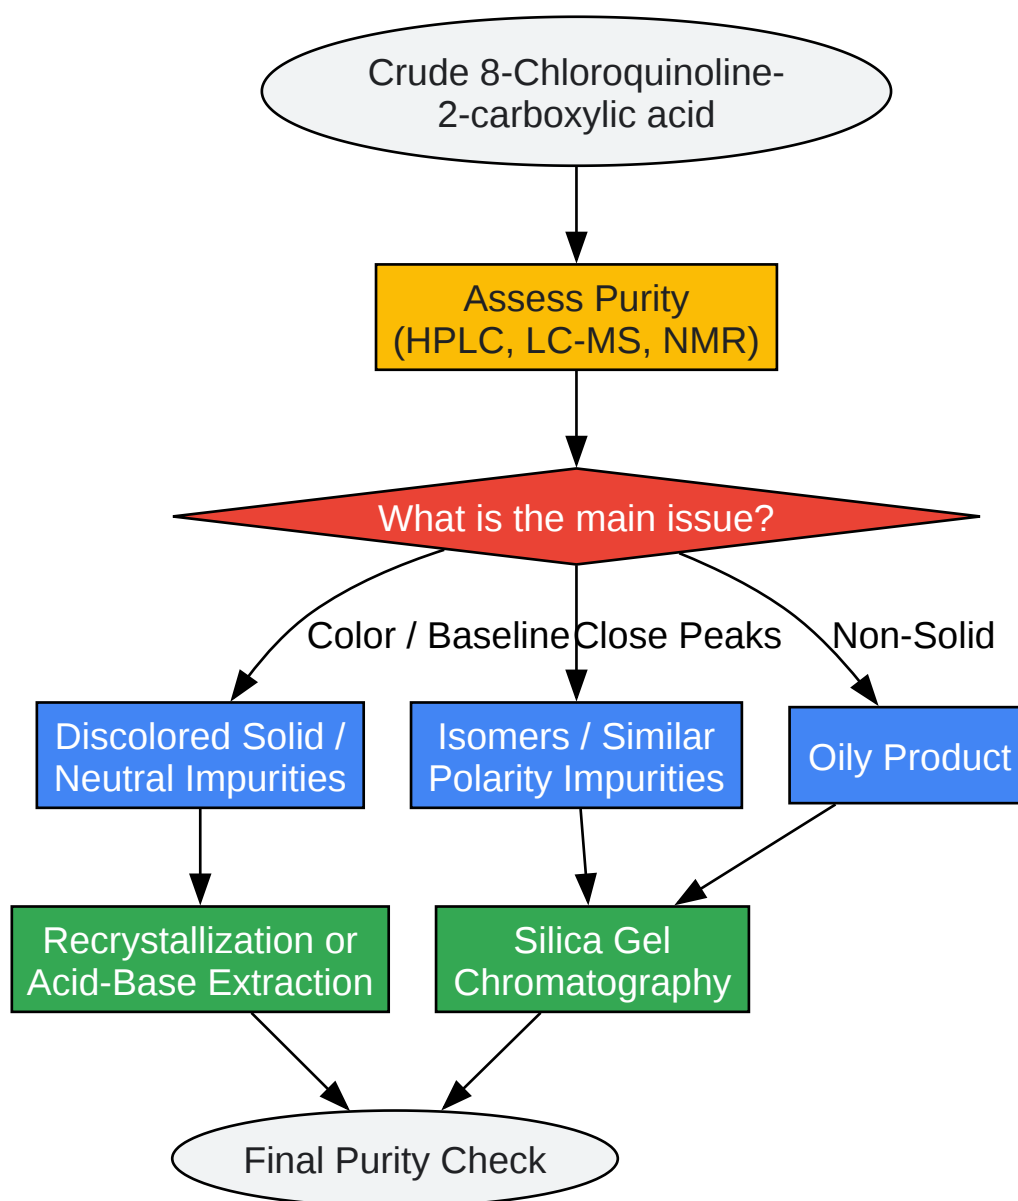 Crude 8-Chloroquinoline-
2-carboxylic acid
Assess Purity
(HPLC, LC-MS, NMR)
What is the main issue?
Color / Baseline
Close Peaks
Non-Solid
Discolored Solid /
Neutral Impurities
Isomers / Similar
Polarity Impurities
Oily Product
Recrystallization or
Acid-Base Extraction
Silica Gel
Chromatography
Final Purity Check